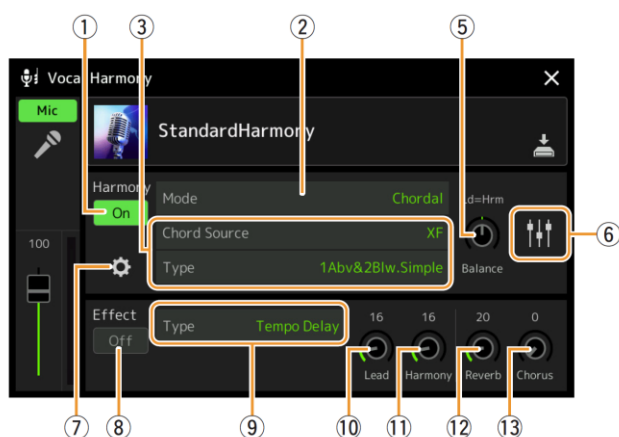 ① ③ ② ⑤
Vocal Harmony
Mic
StandardHarmony
Harmony
On
Mode Chordal
Ld=Hrm
Chord Source XF
Type 1Abv&2Blw.Simple
Balance
⑥
100
Effect
Off
Type Tempo Delay
16 16 20 0
Lead Harmony Reverb Chorus
⑦ ⑧ ⑨ ⑩ ⑪ ⑫ ⑬